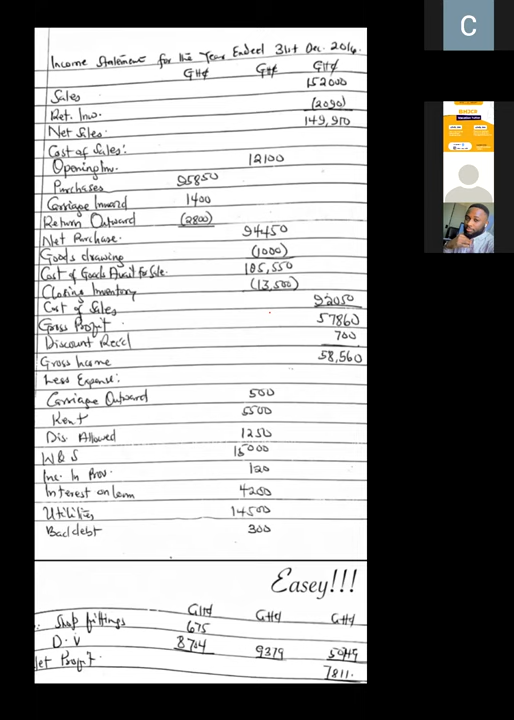 C
Income Statement for the Year Ended 31st Dec. 2016.
GH¢ GH¢ GH¢
Sales 152000
Ret. Inw. (2090)
Net Sales. 149,910
Cost of Sales:
Opening Inv. 12100
Purchases 95850
Carriage Inward 1400
Return Outward (2800)
Net Purchase. 94450
Goods drawing (1000)
Cost of Goods Avail for Sale. 105,550
Closing Inventory (13,500)
Cost of Sales 92050
Gross Profit 57860
Discount Rec'd 700
Gross Income 58,560
Less Expense:
Carriage Outward 500
Rent 5500
Dis. Allowed 1250
W & S 15000
Inc. In Prov. 120
Interest on loan 4200
Utilities 14500
Bad debt 300
Easey!!!
GH¢ GH¢ GH¢
Shop fittings 675
D.V 8704 9379 50749
Net Profit. 7811.